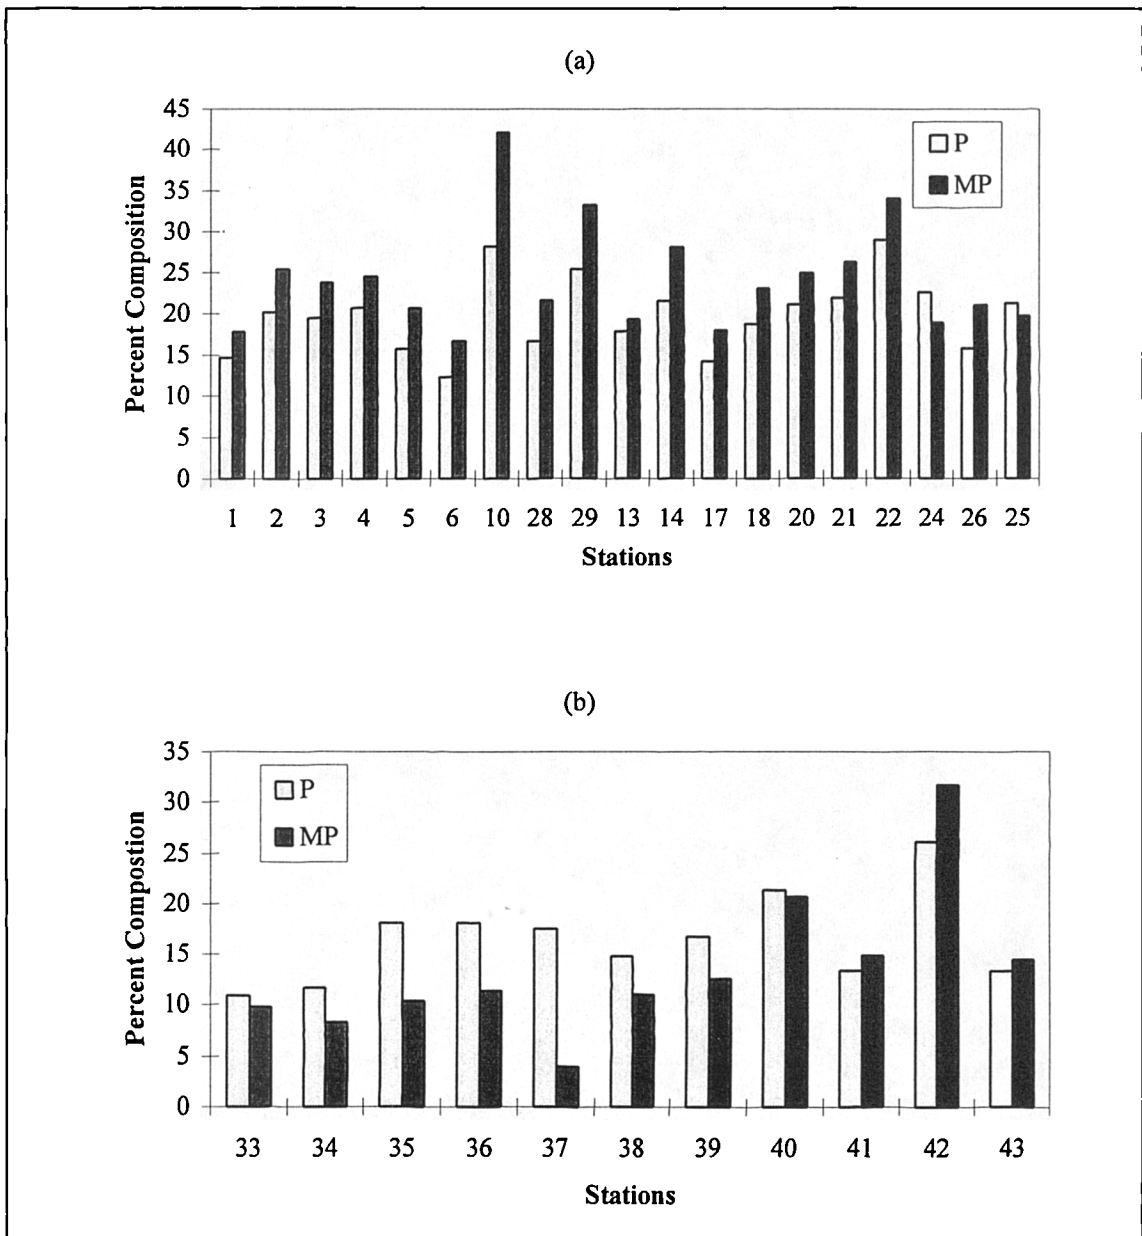 (a)
Percent Composition
45
40
35
30
25
20
15
10
5
0
P
MP
1 2 3 4 5 6 10 28 29 13 14 17 18 20 21 22 24 26 25
Stations
(b)
Percent Compostion
35
30
25
20
15
10
5
0
P
MP
33 34 35 36 37 38 39 40 41 42 43
Stations